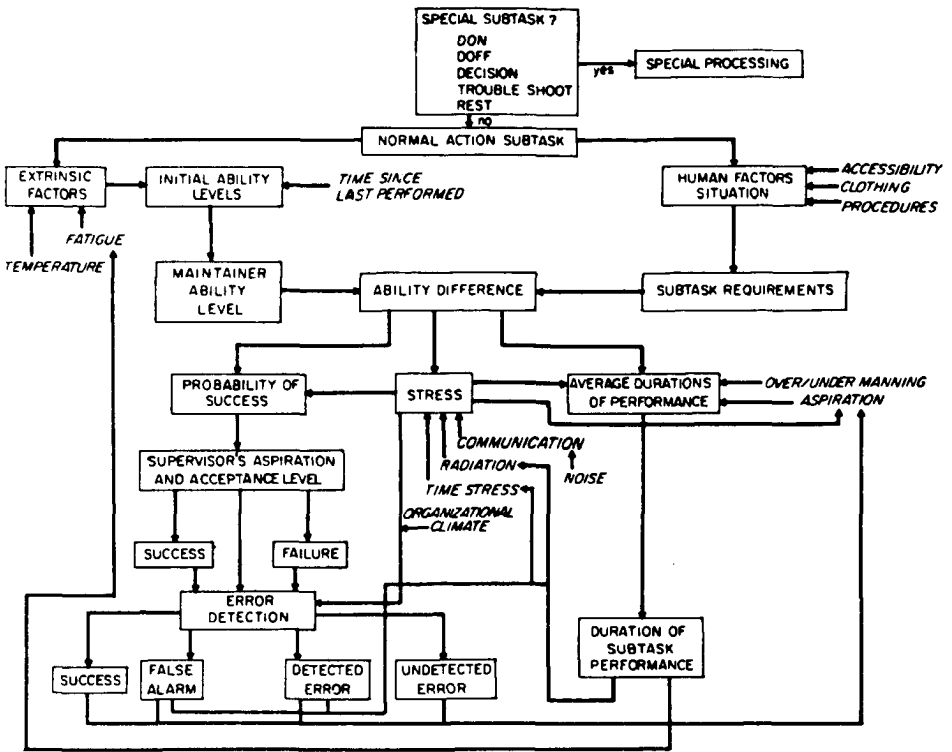 SPECIAL SUBTASK ?
DON
DOFF
DECISION
TROUBLE SHOOT
REST
yes
SPECIAL PROCESSING
no
NORMAL ACTION SUBTASK
EXTRINSIC
FACTORS
INITIAL ABILITY
LEVELS
TIME SINCE
LAST PERFORMED
HUMAN FACTORS
SITUATION
ACCESSIBILITY
CLOTHING
PROCEDURES
FATIGUE
TEMPERATURE
MAINTAINER
ABILITY
LEVEL
ABILITY DIFFERENCE
SUBTASK REQUIREMENTS
PROBABILITY OF
SUCCESS
STRESS
AVERAGE DURATIONS
OF PERFORMANCE
OVER/UNDER MANNING
ASPIRATION
COMMUNICATION
RADIATION
NOISE
TIME STRESS
ORGANIZATIONAL
CLIMATE
SUPERVISOR'S ASPIRATION
AND ACCEPTANCE LEVEL
SUCCESS
FAILURE
ERROR
DETECTION
DURATION OF
SUBTASK
PERFORMANCE
SUCCESS
FALSE
ALARM
DETECTED
ERROR
UNDETECTED
ERROR